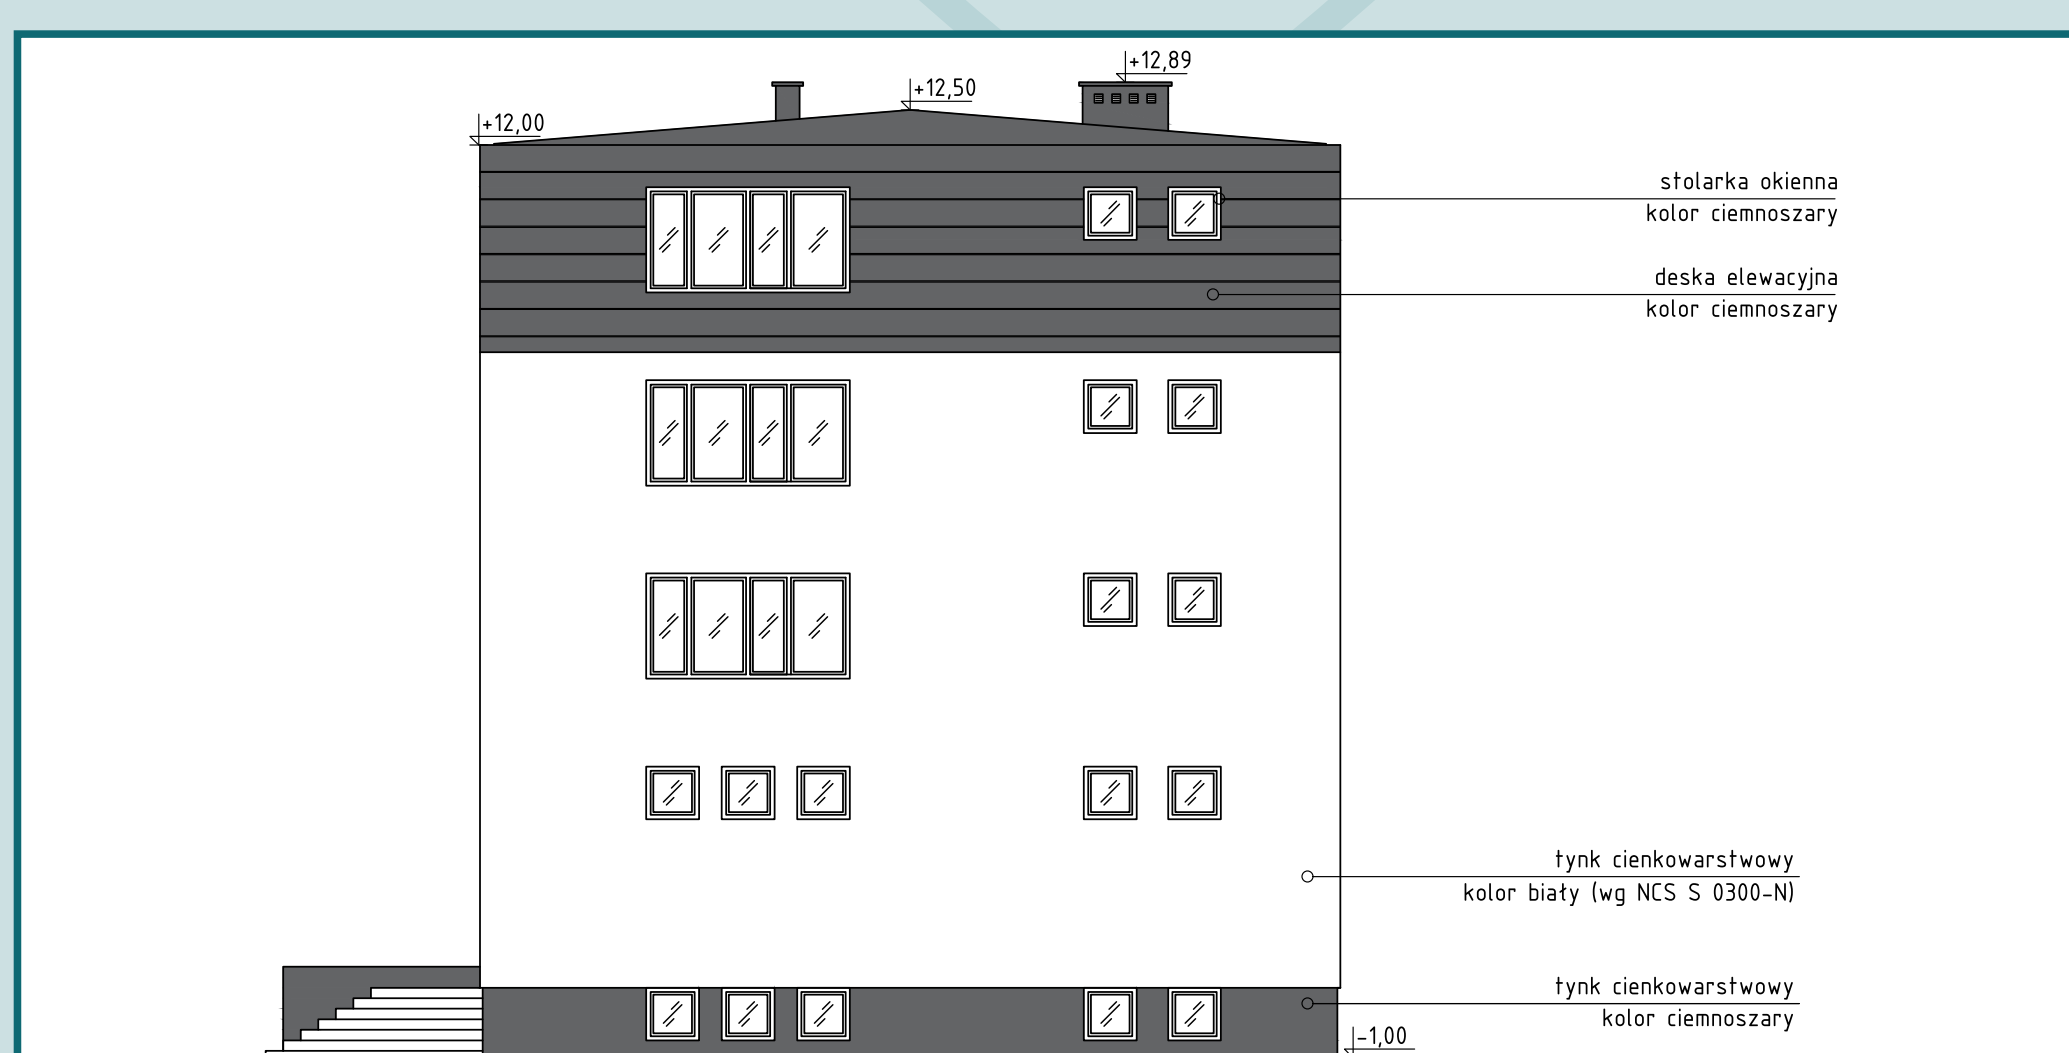 +12,89
+12,50
+12,00
stolarka okienna
kolor ciemnoszary
deska elewacyjna
kolor ciemnoszary
tynk cienkowarstwowy
kolor biały (wg NCS S 0300-N)
tynk cienkowarstwowy
kolor ciemnoszary
-1,00